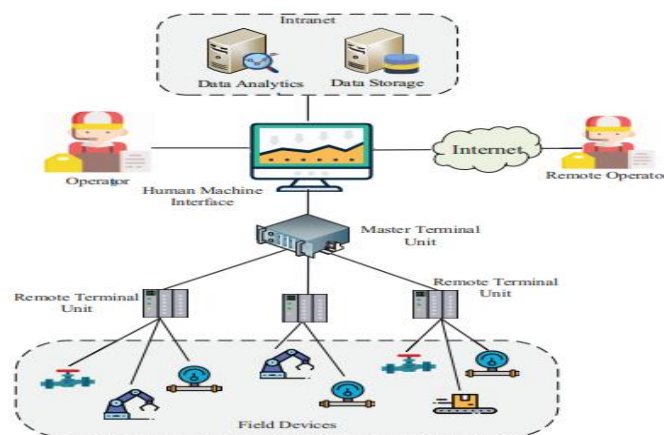 Intranet
Data Analytics
Data Storage
Operator
Internet
Remote Operator
Human Machine
Interface
Master Terminal
Unit
Remote Terminal
Unit
Remote Terminal
Unit
Field Devices